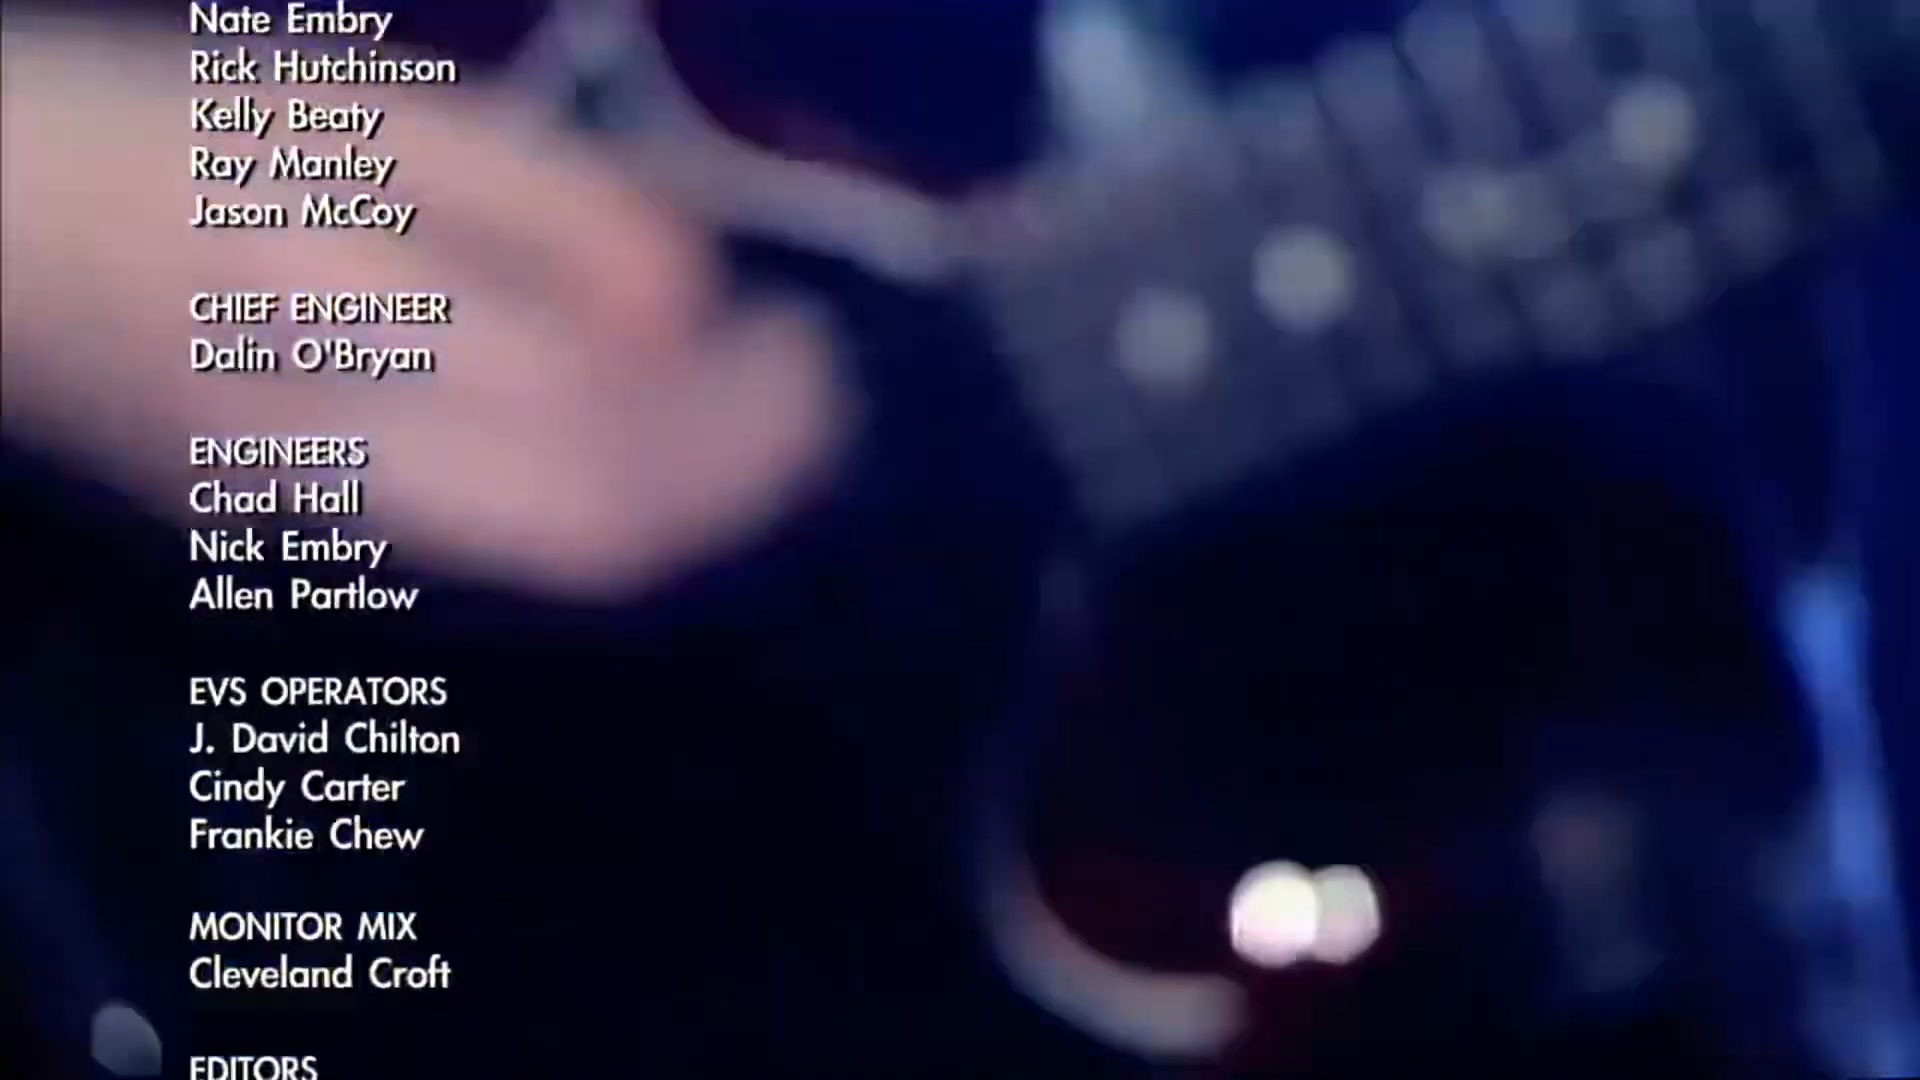 Nate Embry
Rick Hutchinson
Kelly Beaty
Ray Manley
Jason McCoy
CHIEF ENGINEER
Dalin O'Bryan
ENGINEERS
Chad Hall
Nick Embry
Allen Partlow
EVS OPERATORS
J. David Chilton
Cindy Carter
Frankie Chew
MONITOR MIX
Cleveland Croft
EDITORS